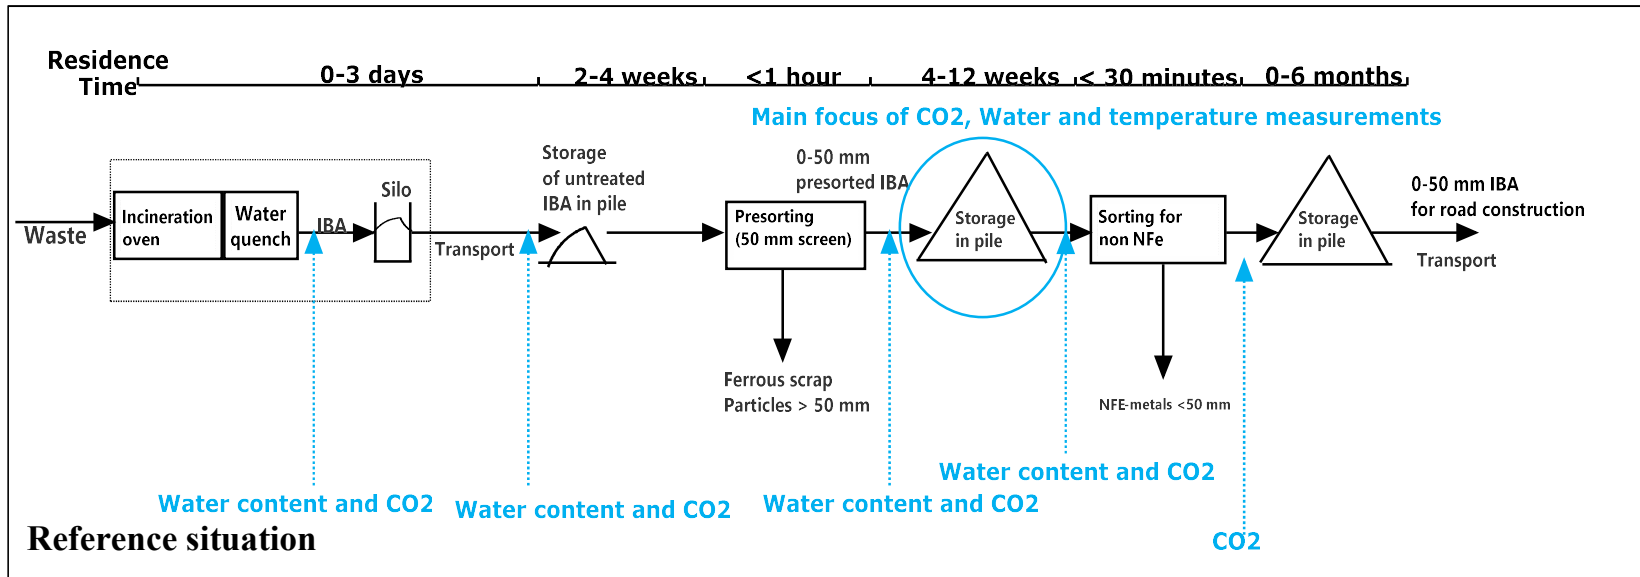 Residence
Time
0-3 days
2-4 weeks
<1 hour
4-12 weeks
< 30 minutes
0-6 months
Main focus of CO2, Water and temperature measurements
Waste
Incineration
oven
Water
quench
IBA
Silo
Transport
Storage
of untreated
IBA in pile
Presorting
(50 mm screen)
0-50 mm
presorted IBA
Storage
in pile
Sorting for
non NFe
Storage
in pile
0-50 mm IBA
for road construction
Transport
Ferrous scrap
Particles > 50 mm
NFE-metals <50 mm
Water content and CO2
Water content and CO2
Water content and CO2
Water content and CO2
CO2
Reference situation